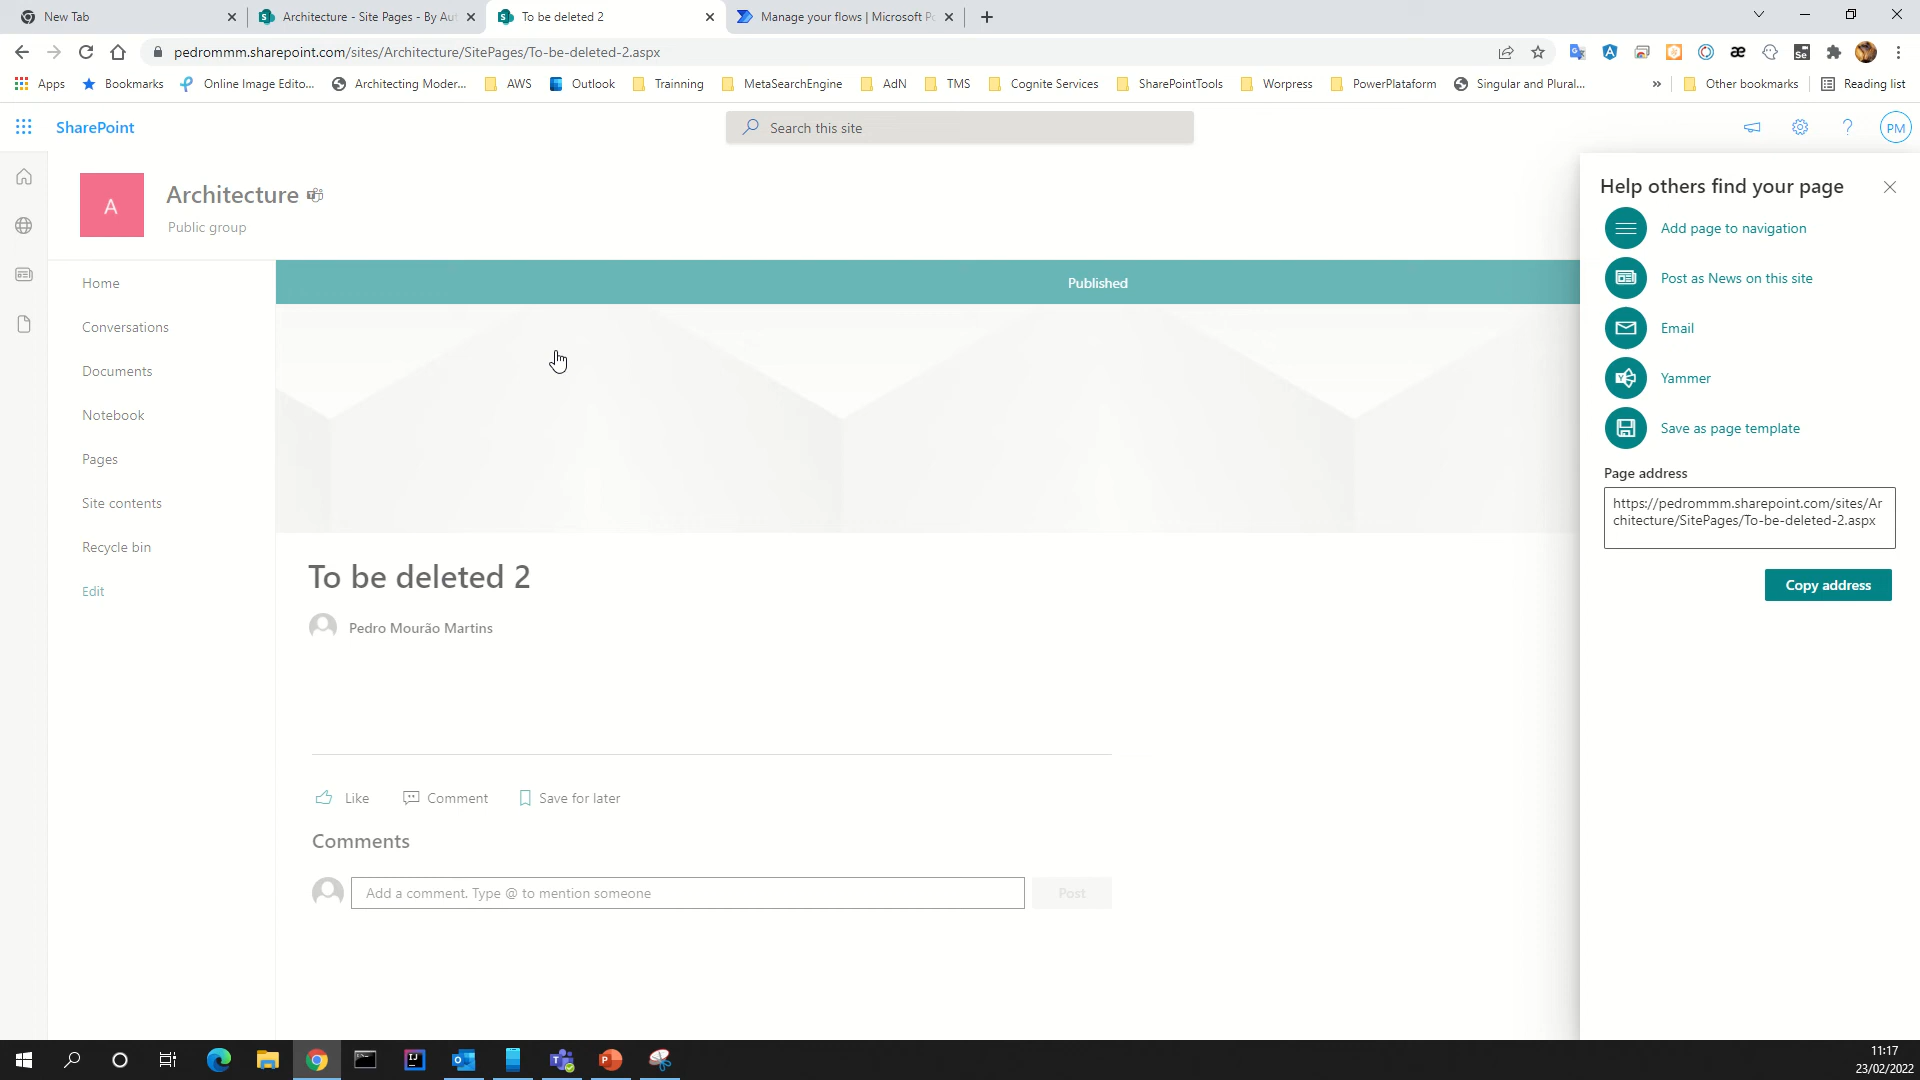 New Tab
Architecture - Site Pages - By Aut
To be deleted 2
Manage your flows | Microsoft Po
pedrommm.sharepoint.com/sites/Architecture/SitePages/To-be-deleted-2.aspx
Apps
Bookmarks
Online Image Edito...
Architecting Moder...
AWS
Outlook
Trainning
MetaSearchEngine
AdN
TMS
Cognite Services
SharePointTools
Worpress
PowerPlataform
Singular and Plural...
»
Other bookmarks
Reading list
SharePoint
Search this site
PM
A
Architecture
Public group
Home
Conversations
Documents
Notebook
Pages
Site contents
Recycle bin
Edit
Published
To be deleted 2
Pedro Mourão Martins
Like
Comment
Save for later
Comments
Add a comment. Type @ to mention someone
Post
Help others find your page
Add page to navigation
Post as News on this site
Email
Yammer
Save as page template
Page address
https://pedrommm.sharepoint.com/sites/Ar
chitecture/SitePages/To-be-deleted-2.aspx
Copy address
11:17
23/02/2022